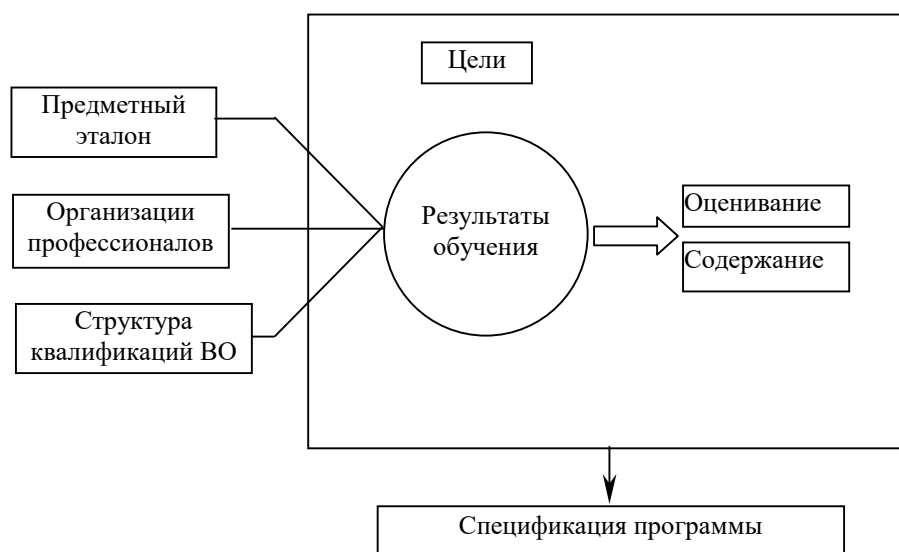 Цели
Предметный
эталон
Организации
профессионалов
Структура
квалификаций ВО
Результаты
обучения
Оценивание
Содержание
Спецификация программы